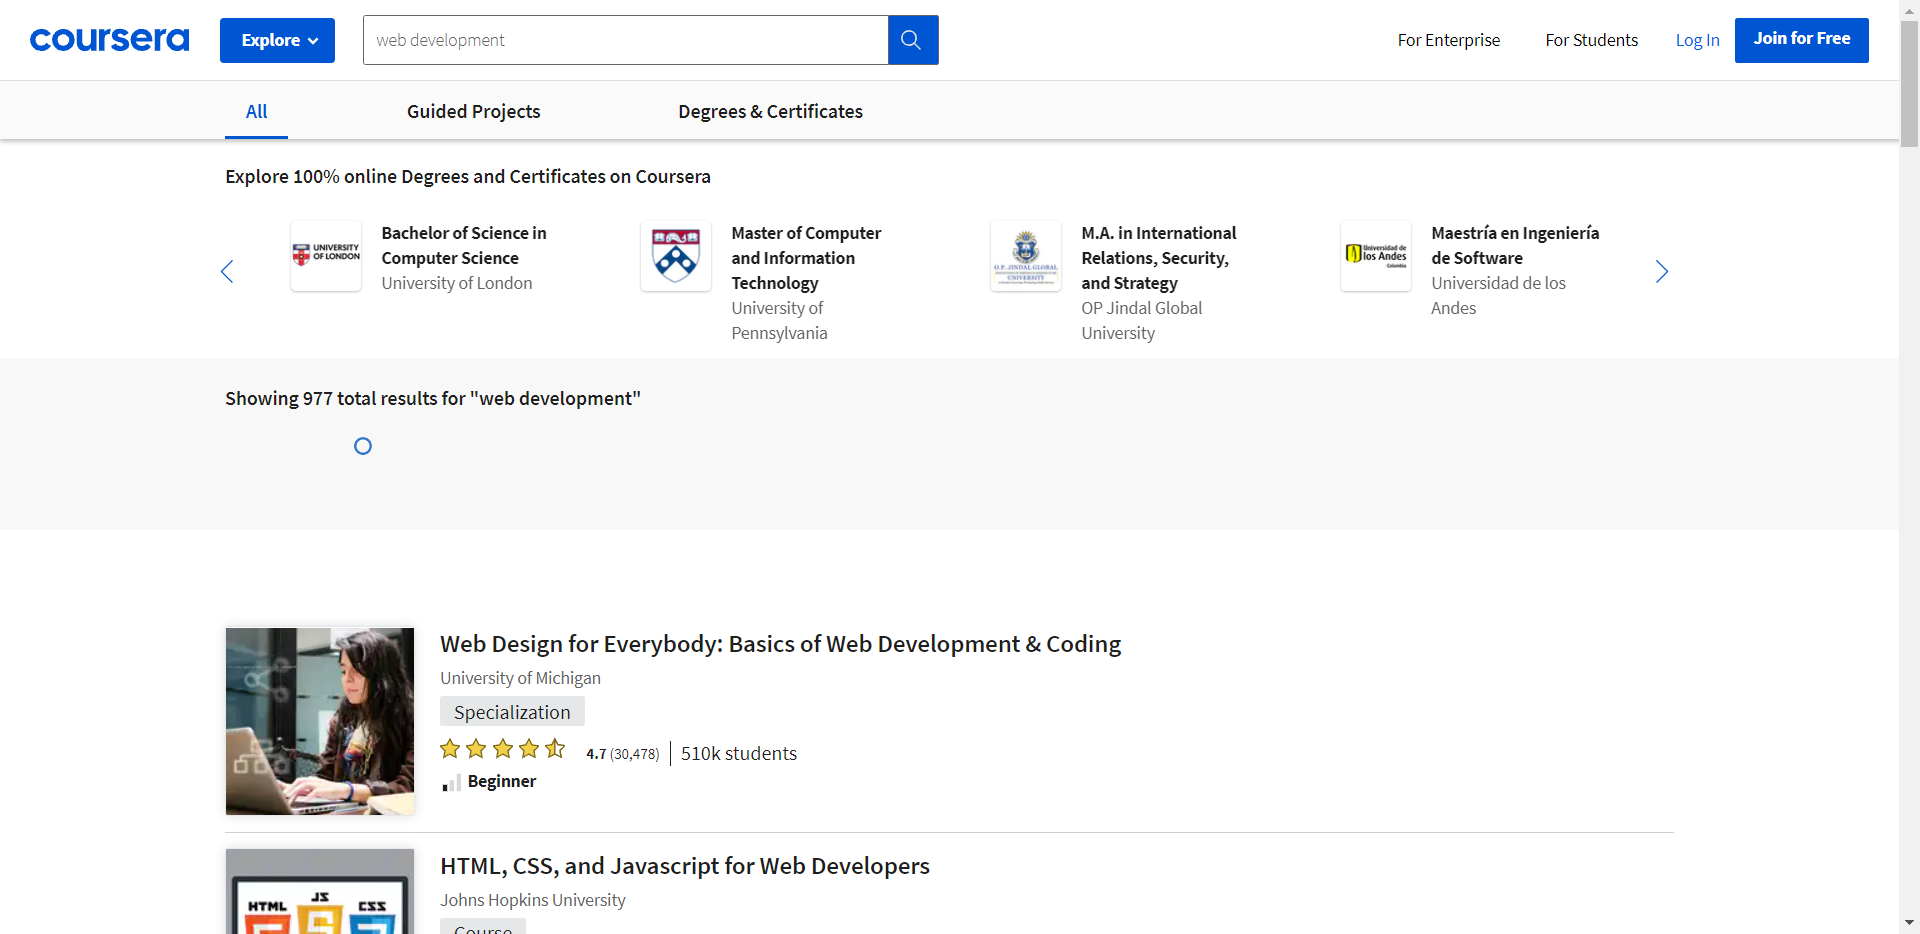 coursera
Explore
web development
For Enterprise
For Students
Log In
Join for Free
All
Guided Projects
Degrees & Certificates
Explore 100% online Degrees and Certificates on Coursera
UNIVERSITY
OF LONDON
Bachelor of Science in
Computer Science
University of London
Master of Computer
and Information
Technology
University of
Pennsylvania
O.P. JINDAL GLOBAL
UNIVERSITY
M.A. in International
Relations, Security,
and Strategy
OP Jindal Global
University
Universidad de
los Andes
Colombia
Maestría en Ingeniería
de Software
Universidad de los
Andes
Showing 977 total results for "web development"
Web Design for Everybody: Basics of Web Development & Coding
University of Michigan
Specialization
4.7 (30,478)
510k students
Beginner
HTML, CSS, and Javascript for Web Developers
Johns Hopkins University
Course
HTML
JS
CSS